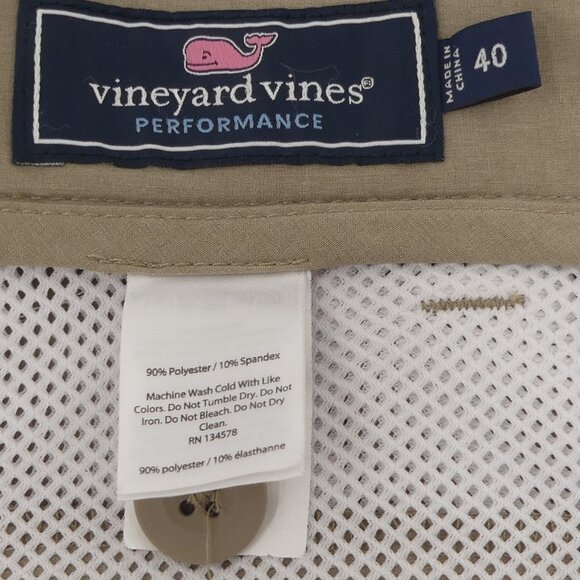 vineyard vines®
PERFORMANCE
MADE IN
CHINA
40
90% Polyester / 10% Spandex
Machine Wash Cold With Like
Colors. Do Not Tumble Dry. Do Not
Iron. Do Not Bleach. Do Not Dry
Clean.
RN 134578
90% polyester / 10% élasthanne